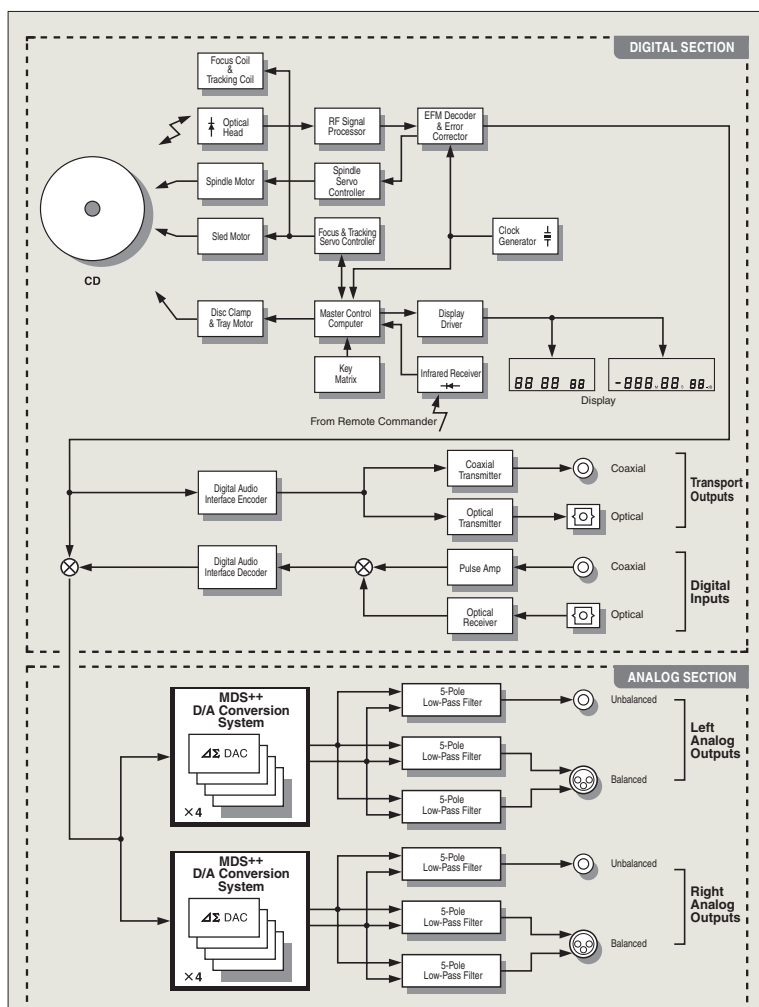 DIGITAL SECTION
Focus Coil
&
Tracking Coil
Optical
Head
RF Signal
Processor
EFM Decoder
& Error
Corrector
Spindle Motor
Spindle
Servo
Controller
Sled Motor
Focus & Tracking
Servo Controller
Clock
Generator
CD
Disc Clamp
& Tray Motor
Master Control
Computer
Display
Driver
Key
Matrix
Infrared Receiver
88 88 88
-888 M 88 S 88 -B
Display
From Remote Commander
Digital Audio
Interface Encoder
Coaxial
Transmitter
Coaxial
Optical
Transmitter
Optical
Transport
Outputs
Digital Audio
Interface Decoder
Pulse Amp
Coaxial
Optical
Receiver
Optical
Digital
Inputs
ANALOG SECTION
MDS++
D/A Conversion
System
ΔΣ DAC
×4
5-Pole
Low-Pass Filter
Unbalanced
5-Pole
Low-Pass Filter
Balanced
5-Pole
Low-Pass Filter
Left
Analog
Outputs
MDS++
D/A Conversion
System
ΔΣ DAC
×4
5-Pole
Low-Pass Filter
Unbalanced
5-Pole
Low-Pass Filter
Balanced
5-Pole
Low-Pass Filter
Right
Analog
Outputs